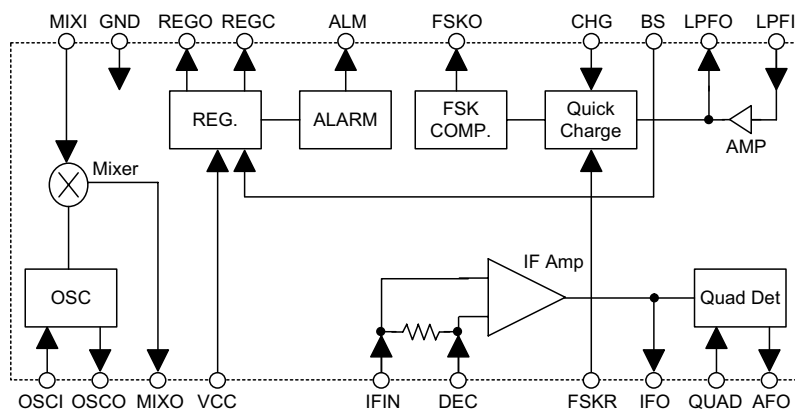 MIXI GND REGO REGC ALM FSKO CHG BS LPFO LPFI
REG. ALARM FSK COMP. Quick Charge
AMP
Mixer
IF Amp
OSC
Quad Det
OSCI OSCO MIXO VCC IFIN DEC FSKR IFO QUAD AFO